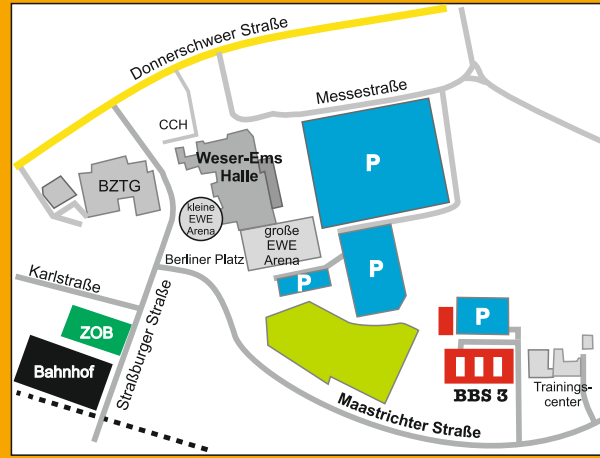 Donnerschweer Straße
Messestraße
CCH
Weser-Ems
Halle
P
BZTG
kleine
EWE
Arena
große
EWE
Arena
Berliner Platz
P
Karlstraße
P
P
ZOB
Straßburger Straße
Bahnhof
BBS 3
Trainings-
center
Maastrichter Straße